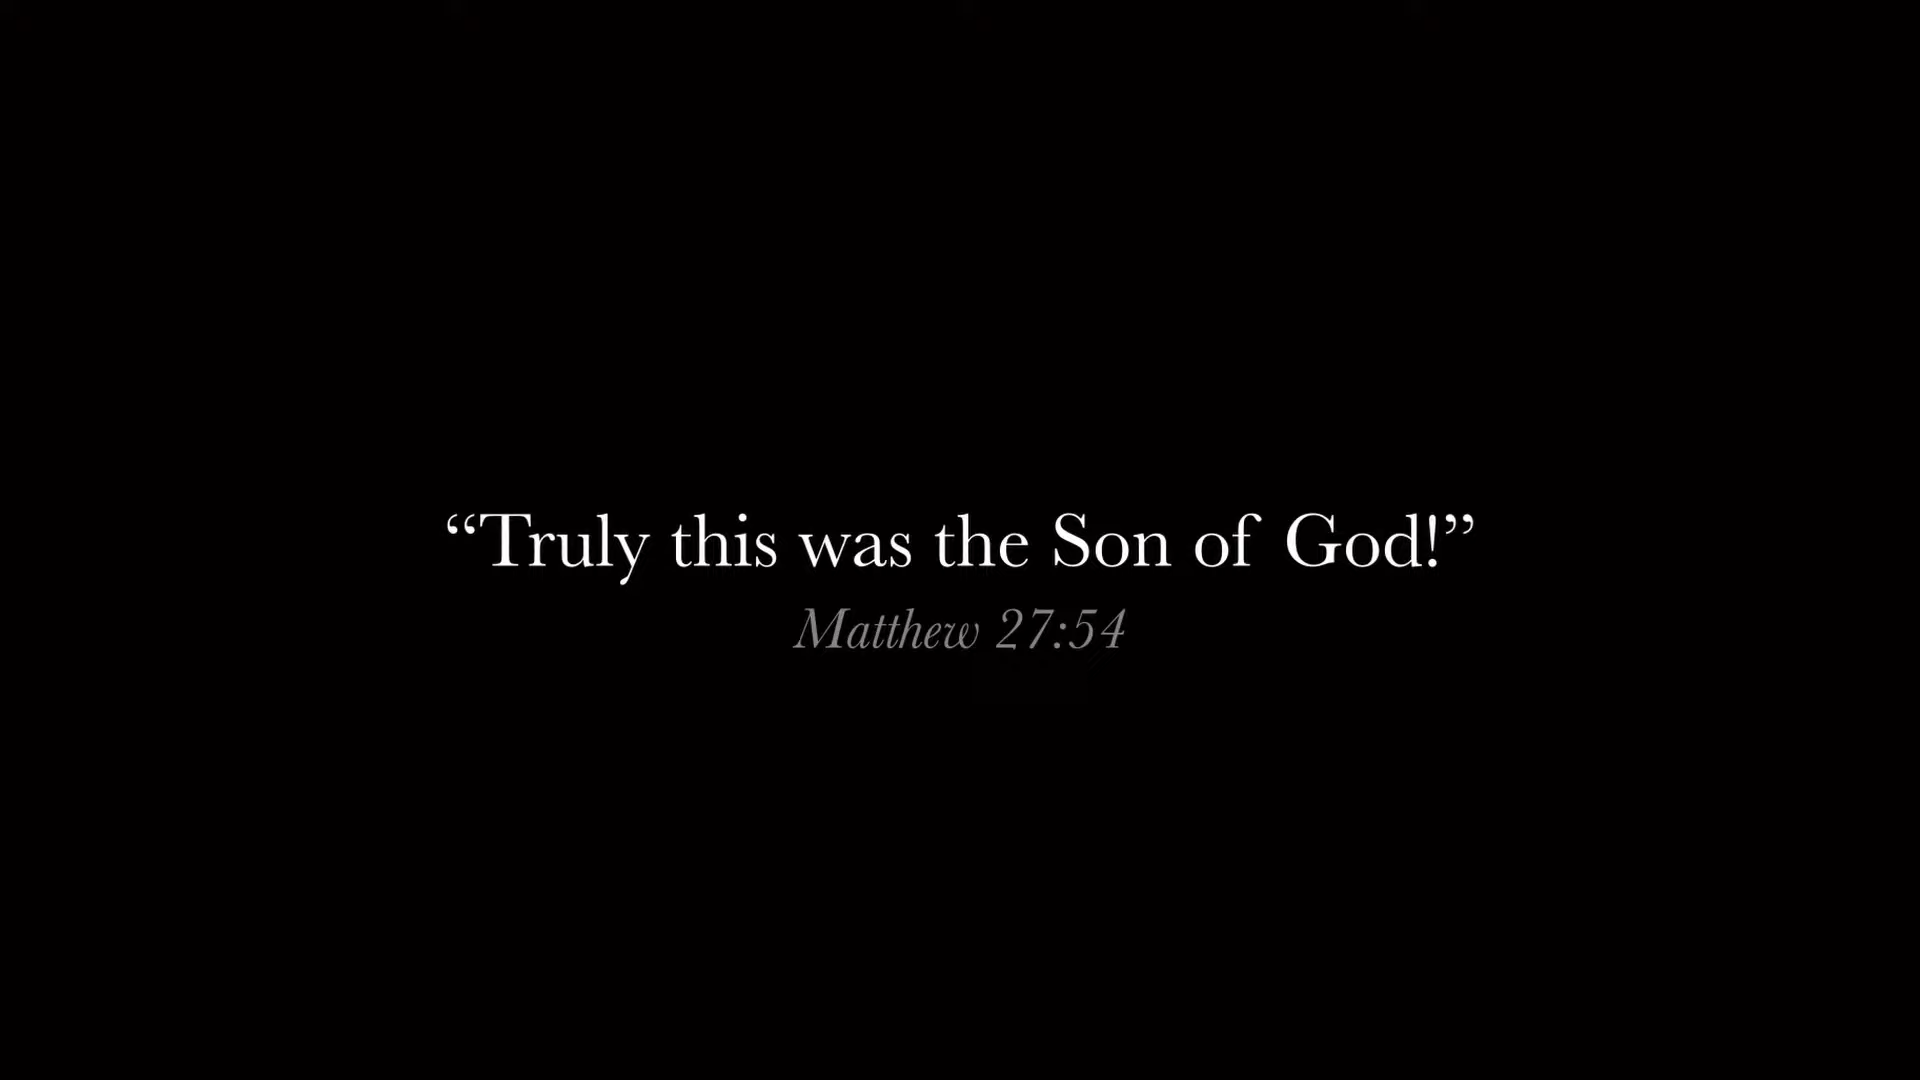 “Truly this was the Son of God!”
Matthew 27:54